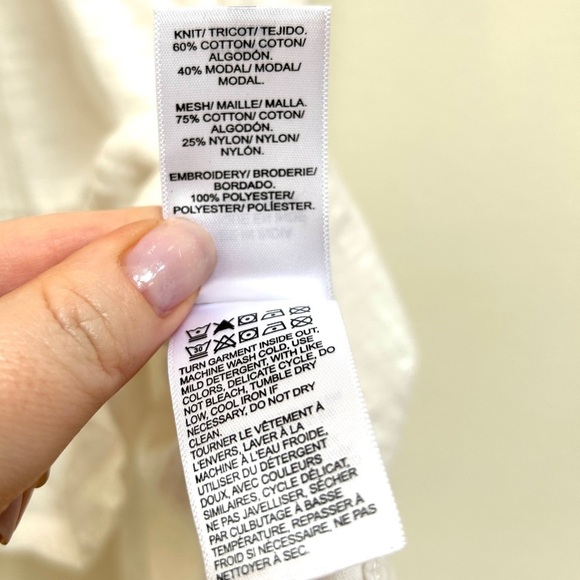 KNIT/ TRICOT/ TEJIDO.
60% COTTON/ COTON/
ALGODÓN.
40% MODAL/ MODAL/
MODAL.
MESH/ MAILLE/ MALLA.
75% COTTON/ COTON/
ALGODÓN.
25% NYLON/ NYLON/
NYLÓN.
EMBROIDERY/ BRODERIE/
BORDADO.
100% POLYESTER/
POLYESTER/ POLIÉSTER.
30
TURN GARMENT INSIDE OUT,
MACHINE WASH COLD, USE
MILD DETERGENT, WITH LIKE
COLORS, DELICATE CYCLE, DO
NOT BLEACH, TUMBLE DRY
LOW, COOL IRON IF
NECESSARY, DO NOT DRY
CLEAN.
TOURNER LE VÊTEMENT À
L'ENVERS, LAVER À LA
MACHINE À L'EAU FROIDE,
UTILISER DU DÉTERGENT
DOUX, AVEC COULEURS
SIMILAIRES, CYCLE DÉLICAT,
NE PAS JAVELLISER, SÉCHER
PAR CULBUTAGE À BASSE
TEMPÉRATURE, REPASSER À
FROID SI NÉCESSAIRE, NE PAS
NETTOYER À SEC.